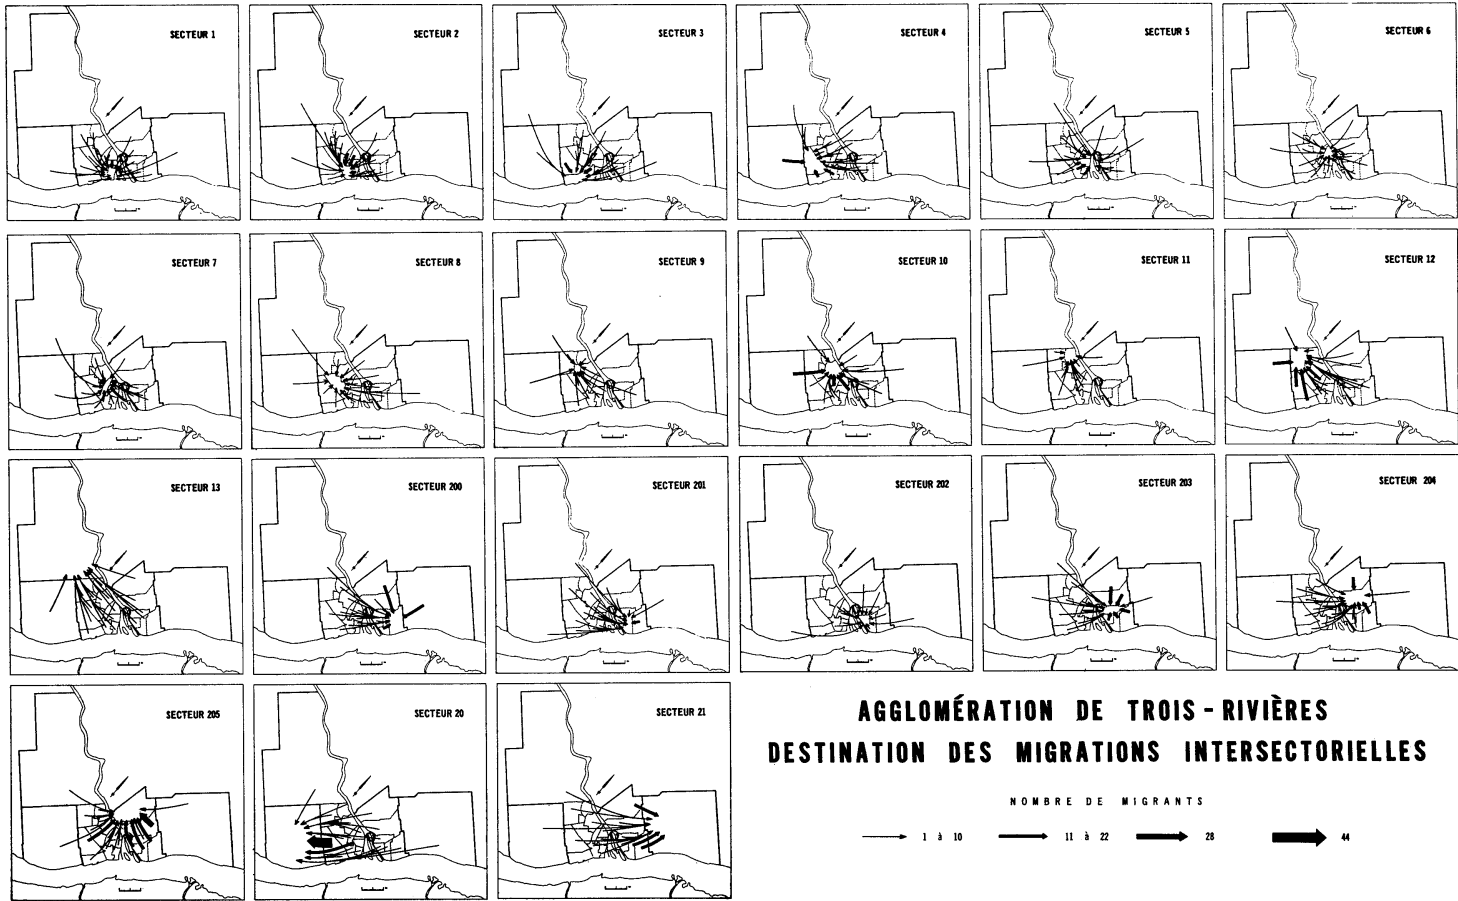 SECTEUR 1
SECTEUR 2
SECTEUR 3
SECTEUR 4
SECTEUR 5
SECTEUR 6
SECTEUR 7
SECTEUR 8
SECTEUR 9
SECTEUR 10
SECTEUR 11
SECTEUR 12
SECTEUR 13
SECTEUR 200
SECTEUR 201
SECTEUR 202
SECTEUR 203
SECTEUR 204
SECTEUR 205
SECTEUR 20
SECTEUR 21
AGGLOMÉRATION DE TROIS-RIVIÈRES
DESTINATION DES MIGRATIONS INTERSECTORIELLES
NOMBRE DE MIGRANTS
1 à 10 11 à 22 28 44